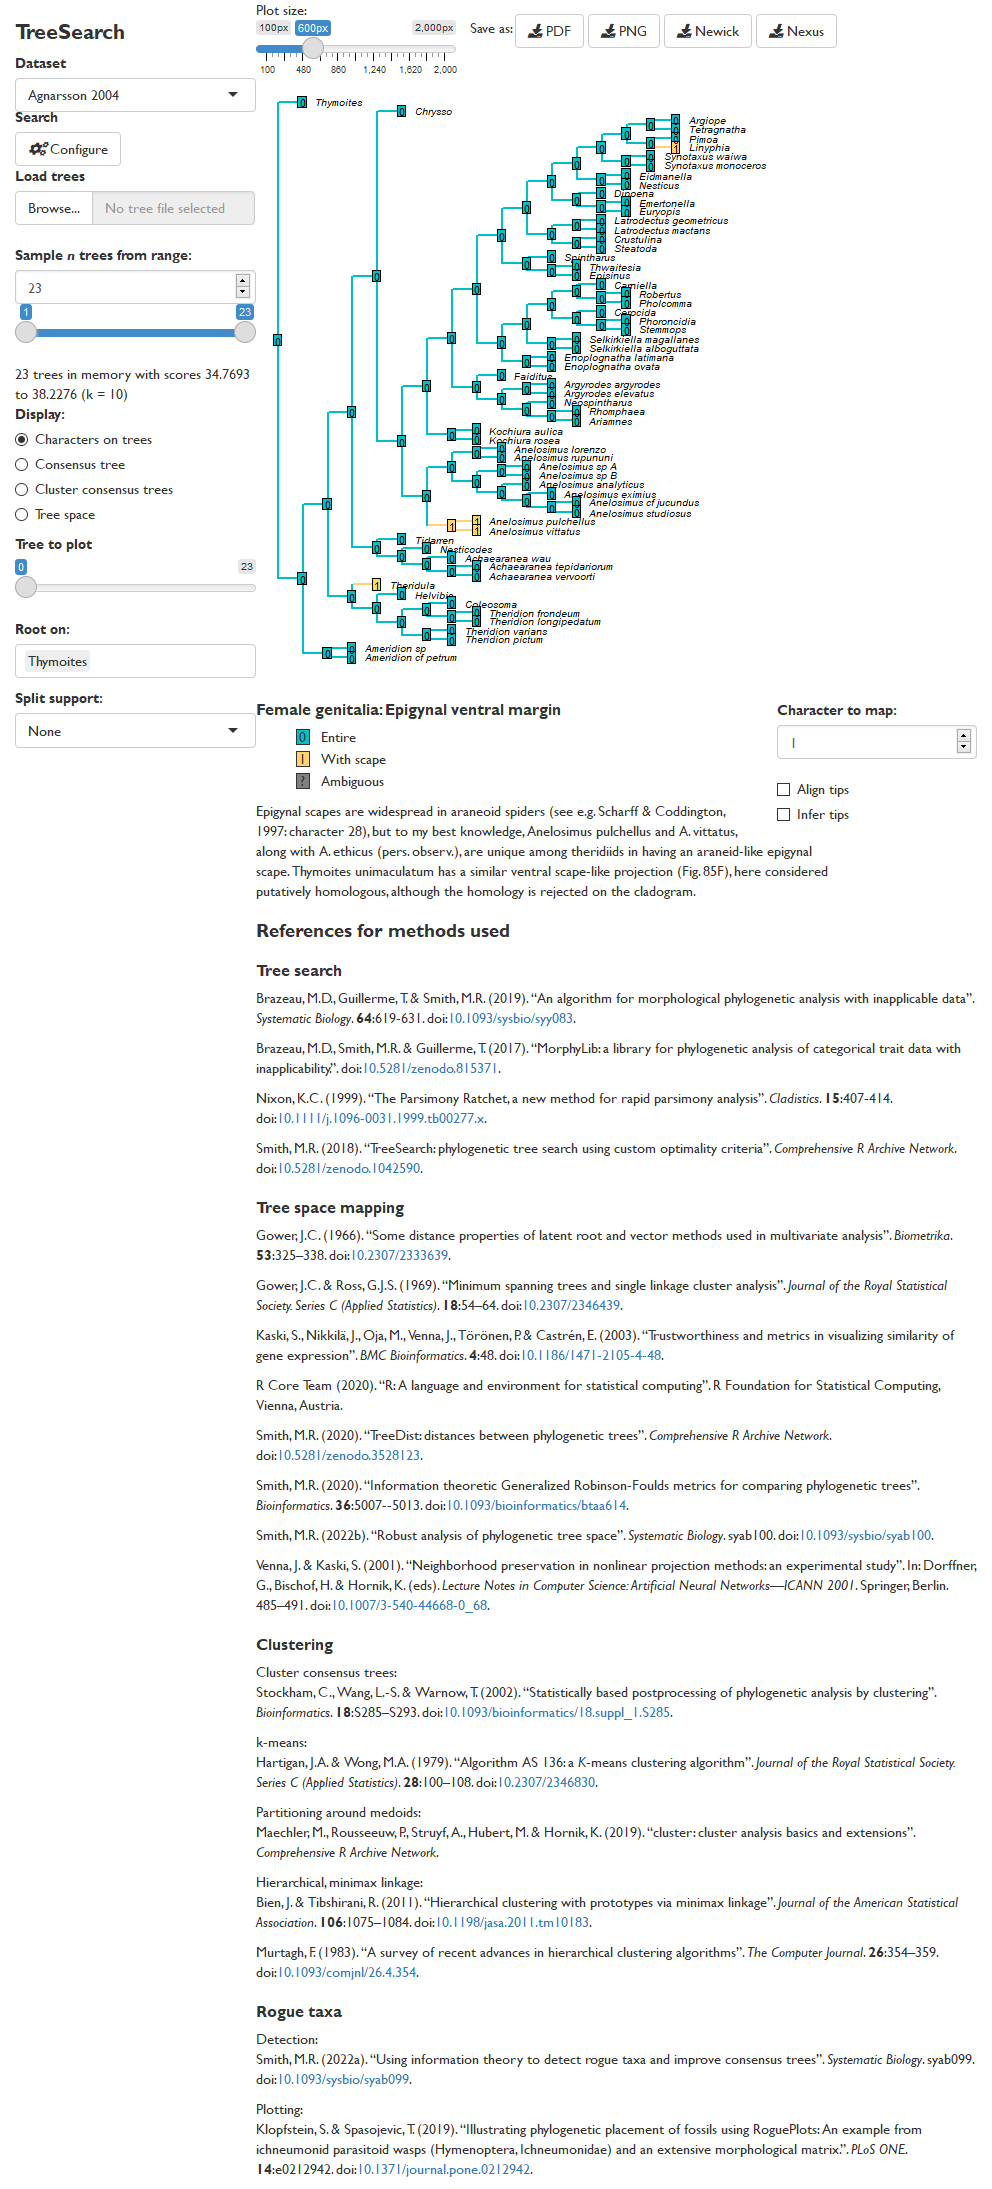 TreeSearch
Dataset
Agnarsson 2004
Search
Configure
Load trees
Browse... No tree file selected
Sample n trees from range:
23
1 23
23 trees in memory with scores 34.7693
to 38.2276 (k = 10)
Display:
Characters on trees
Consensus tree
Cluster consensus trees
Tree space
Tree to plot
0 23
Root on:
Thymoites
Split support:
None
Plot size:
100px 600px 2,000px
100 480 860 1,240 1,620 2,000
Save as: PDF PNG Newick Nexus
Thymoites
Chrysso
Argiope
Tetragnatha
Pimoa
Linyphia
Synotaxus waiwa
Synotaxus monoceros
Eidmanella
Nesticus
Dipoena
Emertonella
Euryopis
Latrodectus geometricus
Latrodectus mactans
Crustulina
Steatoda
Spintharus
Thwaitesia
Episinus
Carniella
Robertus
Pholcomma
Cerocida
Phoroncidia
Stemmops
Selkirkiella magallanes
Selkirkiella alboguttata
Enoplognatha latimana
Enoplognatha ovata
Faiditus
Argyrodes argyrodes
Argyrodes elevatus
Neospintharus
Rhomphaea
Ariamnes
Kochiura aulica
Kochiura rosea
Anelosimus lorenzo
Anelosimus rupununi
Anelosimus sp A
Anelosimus sp B
Anelosimus analyticus
Anelosimus eximius
Anelosimus cf jucundus
Anelosimus studiosus
Anelosimus pulchellus
Anelosimus vittatus
Tidarren
Nesticodes
Achaearanea wau
Achaearanea tepidariorum
Achaearanea vervoorti
Theridula
Helvibis
Coleosoma
Theridion frondeum
Theridion longipedatum
Theridion varians
Theridion pictum
Ameridion sp
Ameridion cf petrum
Female genitalia: Epigynal ventral margin
0 Entire
1 With scape
? Ambiguous
Character to map:
1
Align tips
Infer tips
Epigynal scapes are widespread in araneoid spiders (see e.g. Scharff & Coddington,
1997: character 28), but to my best knowledge, Anelosimus pulchellus and A. vittatus,
along with A. ethicus (pers. observ.), are unique among theridiids in having an araneid-like epigynal
scape. Thymoites unimaculatum has a similar ventral scape-like projection (Fig. 85F), here considered
putatively homologous, although the homology is rejected on the cladogram.
References for methods used
Tree search
Brazeau, M.D., Guillerme, T. & Smith, M.R. (2019). “An algorithm for morphological phylogenetic analysis with inapplicable data”.
Systematic Biology. 64:619-631. doi:10.1093/sysbio/syy083.
Brazeau, M.D., Smith, M.R. & Guillerme, T. (2017). “MorphyLib: a library for phylogenetic analysis of categorical trait data with
inapplicability.”. doi:10.5281/zenodo.815371.
Nixon, K.C. (1999). “The Parsimony Ratchet, a new method for rapid parsimony analysis”. Cladistics. 15:407-414.
doi:10.1111/j.1096-0031.1999.tb00277.x.
Smith, M.R. (2018). “TreeSearch: phylogenetic tree search using custom optimality criteria”. Comprehensive R Archive Network.
doi:10.5281/zenodo.1042590.
Tree space mapping
Gower, J.C. (1966). “Some distance properties of latent root and vector methods used in multivariate analysis”. Biometrika.
53:325–338. doi:10.2307/2333639.
Gower, J.C. & Ross, G.J.S. (1969). “Minimum spanning trees and single linkage cluster analysis”. Journal of the Royal Statistical
Society. Series C (Applied Statistics). 18:54–64. doi:10.2307/2346439.
Kaski, S., Nikkilä, J., Oja, M., Venna, J., Törönen, P. & Castrén, E. (2003). “Trustworthiness and metrics in visualizing similarity of
gene expression”. BMC Bioinformatics. 4:48. doi:10.1186/1471-2105-4-48.
R Core Team (2020). “R: A language and environment for statistical computing”. R Foundation for Statistical Computing,
Vienna, Austria.
Smith, M.R. (2020). “TreeDist: distances between phylogenetic trees”. Comprehensive R Archive Network.
doi:10.5281/zenodo.3528123.
Smith, M.R. (2020). “Information theoretic Generalized Robinson-Foulds metrics for comparing phylogenetic trees”.
Bioinformatics. 36:5007--5013. doi:10.1093/bioinformatics/btaa614.
Smith, M.R. (2022b). “Robust analysis of phylogenetic tree space”. Systematic Biology. syab100. doi:10.1093/sysbio/syab100.
Venna, J. & Kaski, S. (2001). “Neighborhood preservation in nonlinear projection methods: an experimental study”. In: Dorffner,
G., Bischof, H. & Hornik, K. (eds). Lecture Notes in Computer Science: Artificial Neural Networks—ICANN 2001. Springer, Berlin.
485–491. doi:10.1007/3-540-44668-0_68.
Clustering
Cluster consensus trees:
Stockham, C., Wang, L.-S. & Warnow, T. (2002). “Statistically based postprocessing of phylogenetic analysis by clustering”.
Bioinformatics. 18:S285–S293. doi:10.1093/bioinformatics/18.suppl_1.S285.
k-means:
Hartigan, J.A. & Wong, M.A. (1979). “Algorithm AS 136: a K-means clustering algorithm”. Journal of the Royal Statistical Society.
Series C (Applied Statistics). 28:100–108. doi:10.2307/2346830.
Partitioning around medoids:
Maechler, M., Rousseeuw, P., Struyf, A., Hubert, M. & Hornik, K. (2019). “cluster: cluster analysis basics and extensions”.
Comprehensive R Archive Network.
Hierarchical, minimax linkage:
Bien, J. & Tibshirani, R. (2011). “Hierarchical clustering with prototypes via minimax linkage”. Journal of the American Statistical
Association. 106:1075–1084. doi:10.1198/jasa.2011.tm10183.
Murtagh, F. (1983). “A survey of recent advances in hierarchical clustering algorithms”. The Computer Journal. 26:354–359.
doi:10.1093/comjnl/26.4.354.
Rogue taxa
Detection:
Smith, M.R. (2022a). “Using information theory to detect rogue taxa and improve consensus trees”. Systematic Biology. syab099.
doi:10.1093/sysbio/syab099.
Plotting:
Klopfstein, S. & Spasojevic, T. (2019). “Illustrating phylogenetic placement of fossils using RoguePlots: An example from
ichneumonid parasitoid wasps (Hymenoptera, Ichneumonidae) and an extensive morphological matrix.”. PLoS ONE.
14:e0212942. doi:10.1371/journal.pone.0212942.